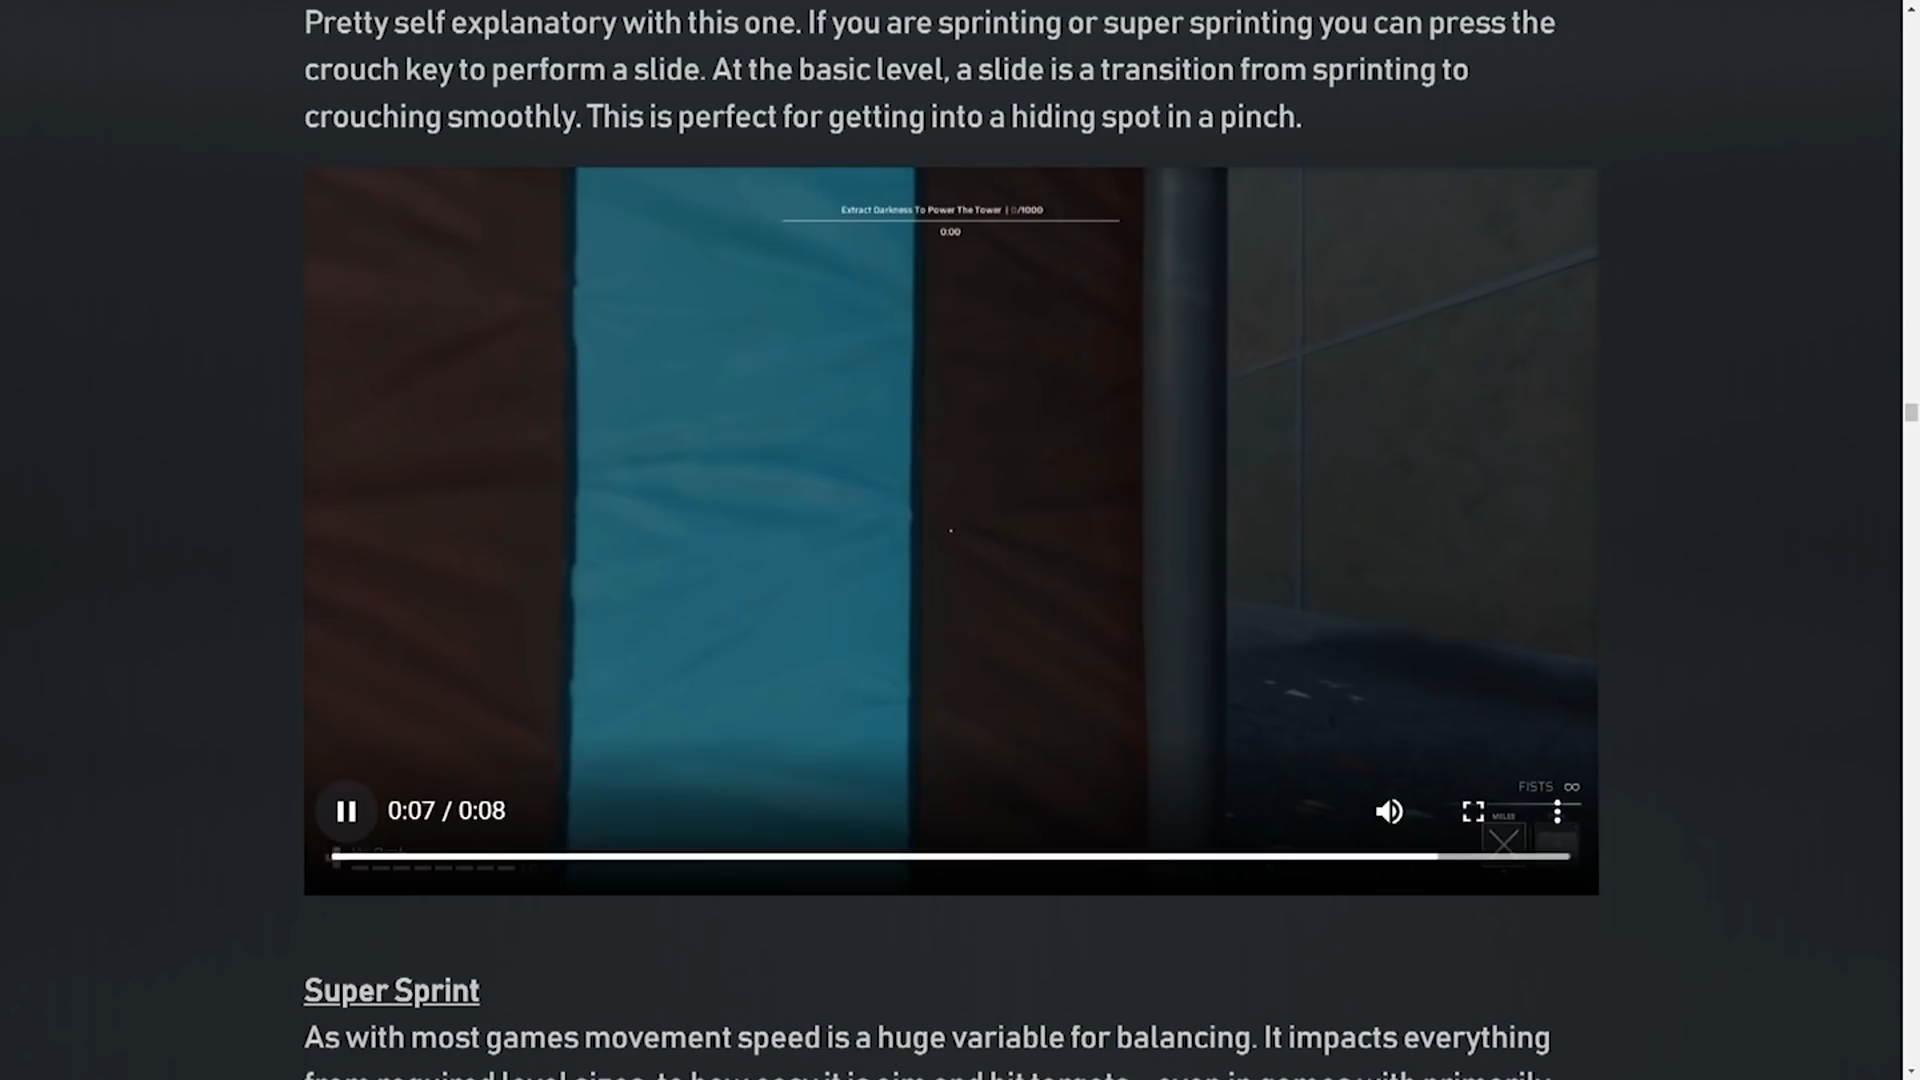 Pretty self explanatory with this one. If you are sprinting or super sprinting you can press the
crouch key to perform a slide. At the basic level, a slide is a transition from sprinting to
crouching smoothly. This is perfect for getting into a hiding spot in a pinch.
Extract Darkness To Power The Tower | 0/1000
0:00
FISTS ∞
MELEE
0:07 / 0:08
Super Sprint
As with most games movement speed is a huge variable for balancing. It impacts everything